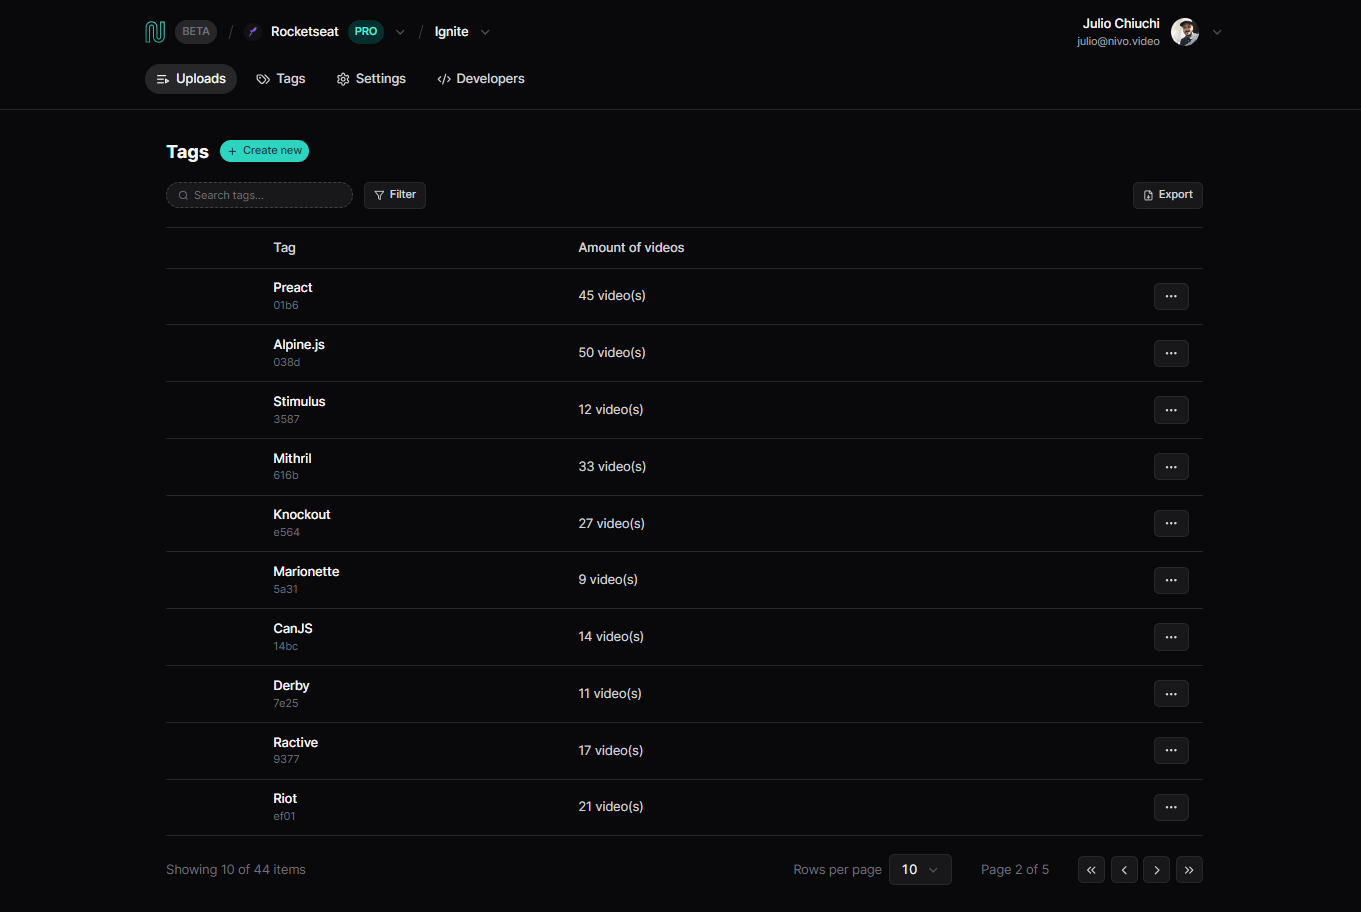 BETA / Rocketseat PRO / Ignite
Julio Chiuchi
julio@nivo.video
Uploads Tags Settings Developers
Tags + Create new
Search tags... Filter Export
Tag Amount of videos
Preact
01b6
45 video(s)
Alpine.js
038d
50 video(s)
Stimulus
3587
12 video(s)
Mithril
616b
33 video(s)
Knockout
e564
27 video(s)
Marionette
5a31
9 video(s)
CanJS
14bc
14 video(s)
Derby
7e25
11 video(s)
Ractive
9377
17 video(s)
Riot
ef01
21 video(s)
Showing 10 of 44 items Rows per page 10 Page 2 of 5